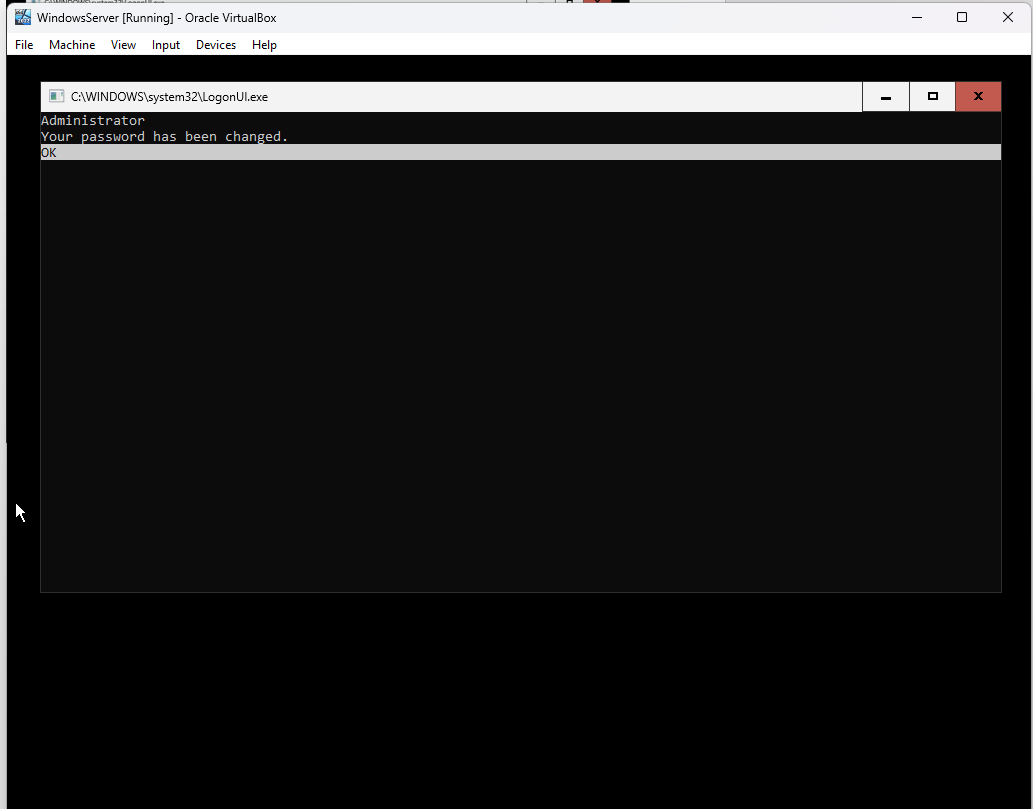 WindowsServer [Running] - Oracle VirtualBox
File Machine View Input Devices Help
C:\WINDOWS\system32\LogonUI.exe
Administrator
Your password has been changed.
OK